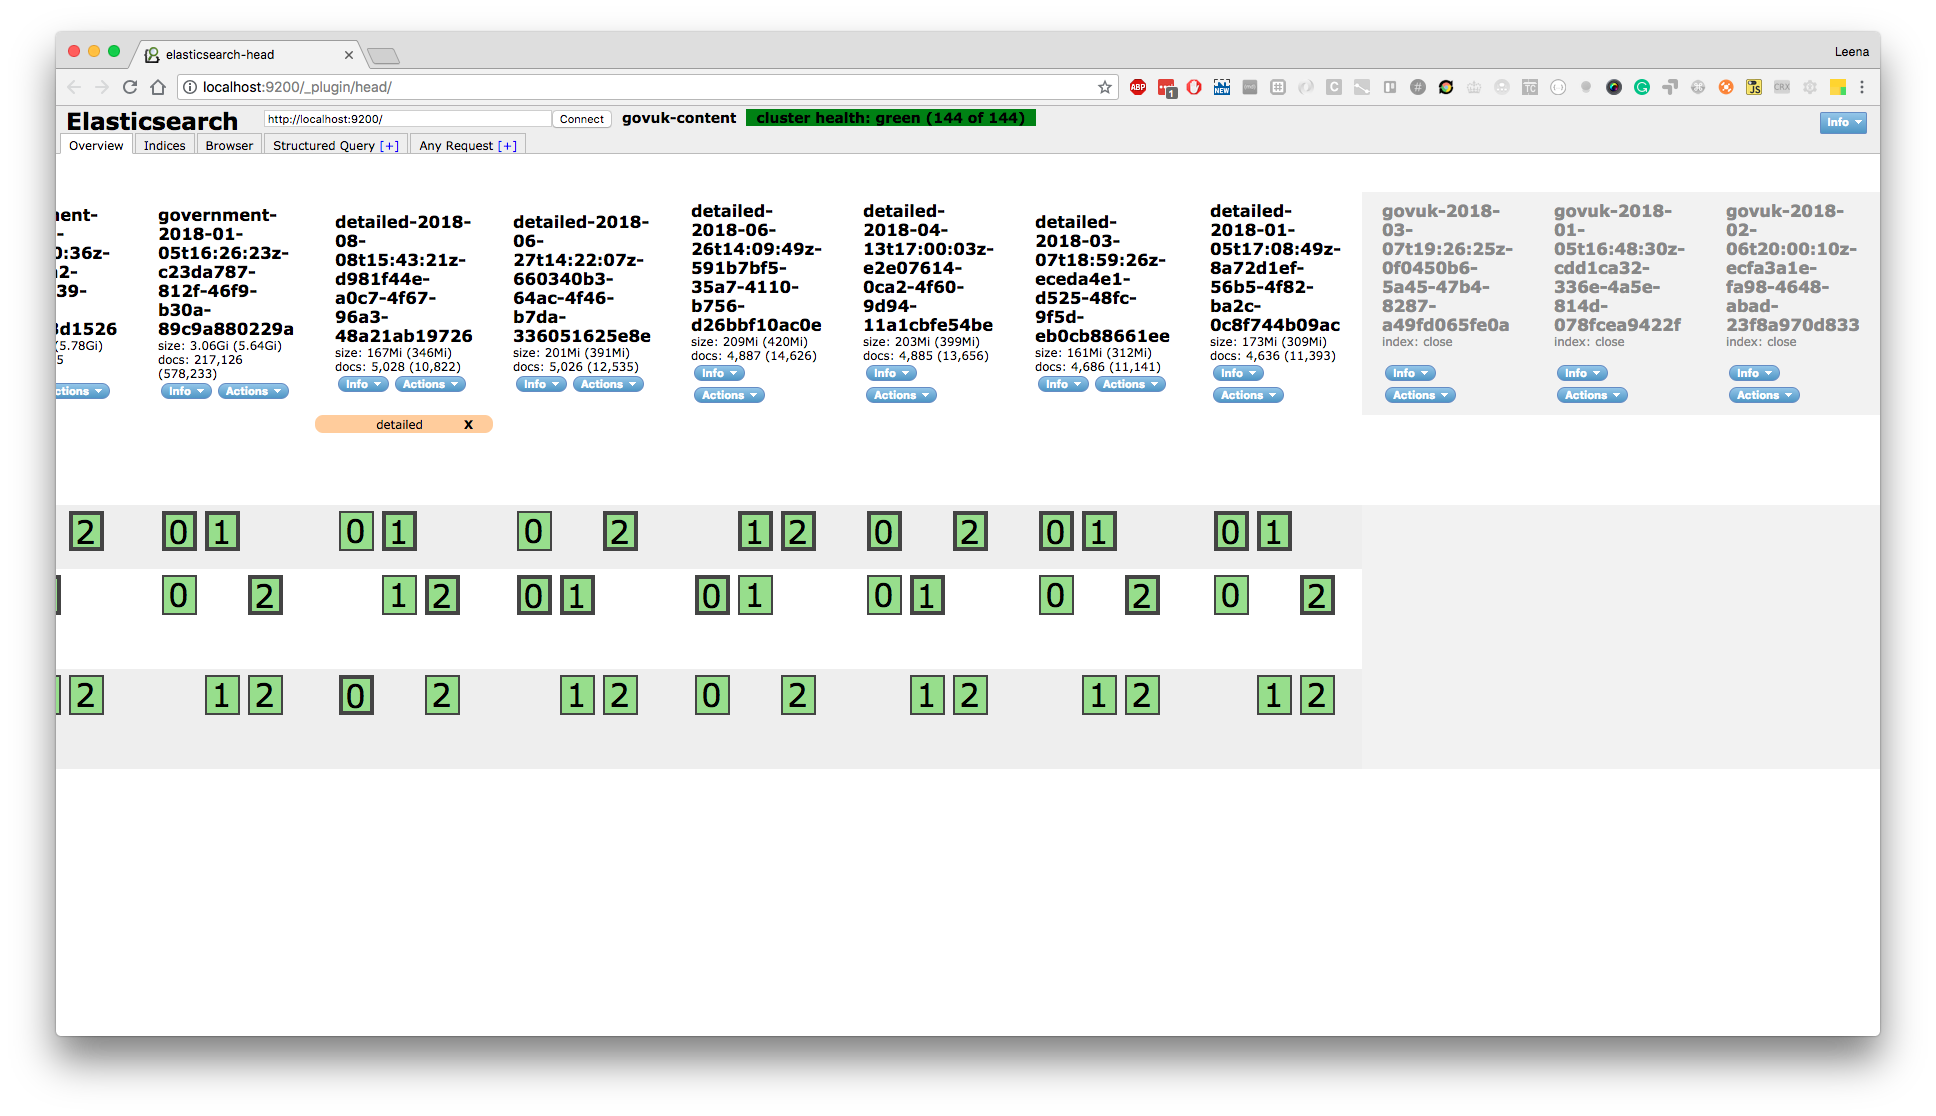 elasticsearch-head
Leena
localhost:9200/_plugin/head/
Elasticsearch
http://localhost:9200/
Connect
govuk-content
cluster health: green (144 of 144)
Info
Overview
Indices
Browser
Structured Query [+]
Any Request [+]
0:36z-
39-
3d1526
(5.78Gi)
5
government-
2018-01-
05t16:26:23z-
c23da787-
812f-46f9-
b30a-
89c9a880229a
size: 3.06Gi (5.64Gi)
docs: 217,126
(578,233)
Info
Actions
detailed-2018-
08-
08t15:43:21z-
d981f44e-
a0c7-4f67-
96a3-
48a21ab19726
size: 167Mi (346Mi)
docs: 5,028 (10,822)
Info
Actions
detailed X
detailed-2018-
06-
27t14:22:07z-
660340b3-
64ac-4f46-
b7da-
336051625e8e
size: 201Mi (391Mi)
docs: 5,026 (12,535)
Info
Actions
detailed-
2018-06-
26t14:09:49z-
591b7bf5-
35a7-4110-
b756-
d26bbf10ac0e
size: 209Mi (420Mi)
docs: 4,887 (14,626)
Info
Actions
detailed-
2018-04-
13t17:00:03z-
e2e07614-
0ca2-4f60-
9d94-
11a1cbfe54be
size: 203Mi (399Mi)
docs: 4,885 (13,656)
Info
Actions
detailed-
2018-03-
07t18:59:26z-
eceda4e1-
d525-48fc-
9f5d-
eb0cb88661ee
size: 161Mi (312Mi)
docs: 4,686 (11,141)
Info
Actions
detailed-
2018-01-
05t17:08:49z-
8a72d1ef-
56b5-4f82-
ba2c-
0c8f744b09ac
size: 173Mi (309Mi)
docs: 4,636 (11,393)
Info
Actions
govuk-2018-
03-
07t19:26:25z-
0f0450b6-
5a45-47b4-
8287-
a49fd065fe0a
index: close
Info
Actions
govuk-2018-
01-
05t16:48:30z-
cdd1ca32-
336e-4a5e-
814d-
078fcea9422f
index: close
Info
Actions
govuk-2018-
02-
06t20:00:10z-
ecfa3a1e-
fa98-4648-
abad-
23f8a970d833
index: close
Info
Actions
2 0 1 0 1 0 2 1 2 0 2 0 1 0 1
0 2 1 2 0 1 0 1 0 1 0 2 0 2
2 1 2 0 2 1 2 0 2 1 2 1 2 1 2